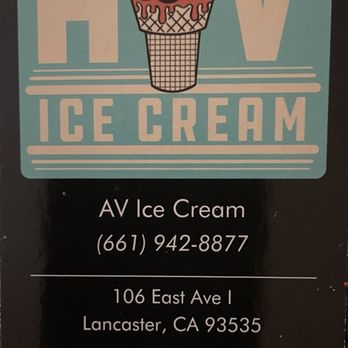 AV
ICE CREAM
AV Ice Cream
(661) 942-8877
106 East Ave I
Lancaster, CA 93535